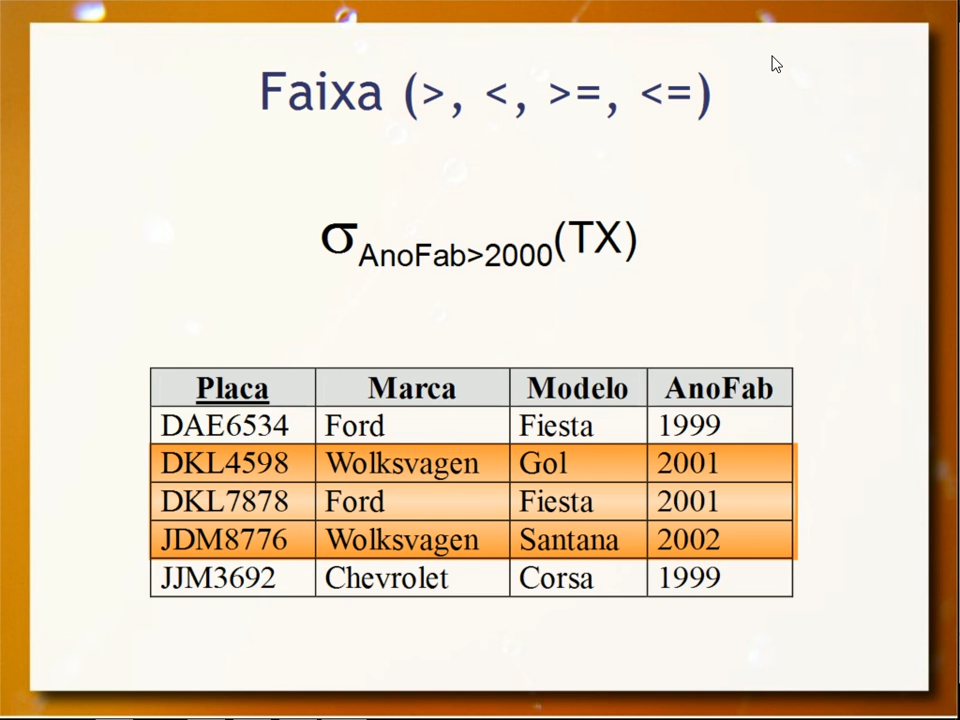 Faixa (>, <, >=, <=)
σAnoFab>2000(TX)
Placa Marca Modelo AnoFab
DAE6534 Ford Fiesta 1999
DKL4598 Wolksvagen Gol 2001
DKL7878 Ford Fiesta 2001
JDM8776 Wolksvagen Santana 2002
JJM3692 Chevrolet Corsa 1999